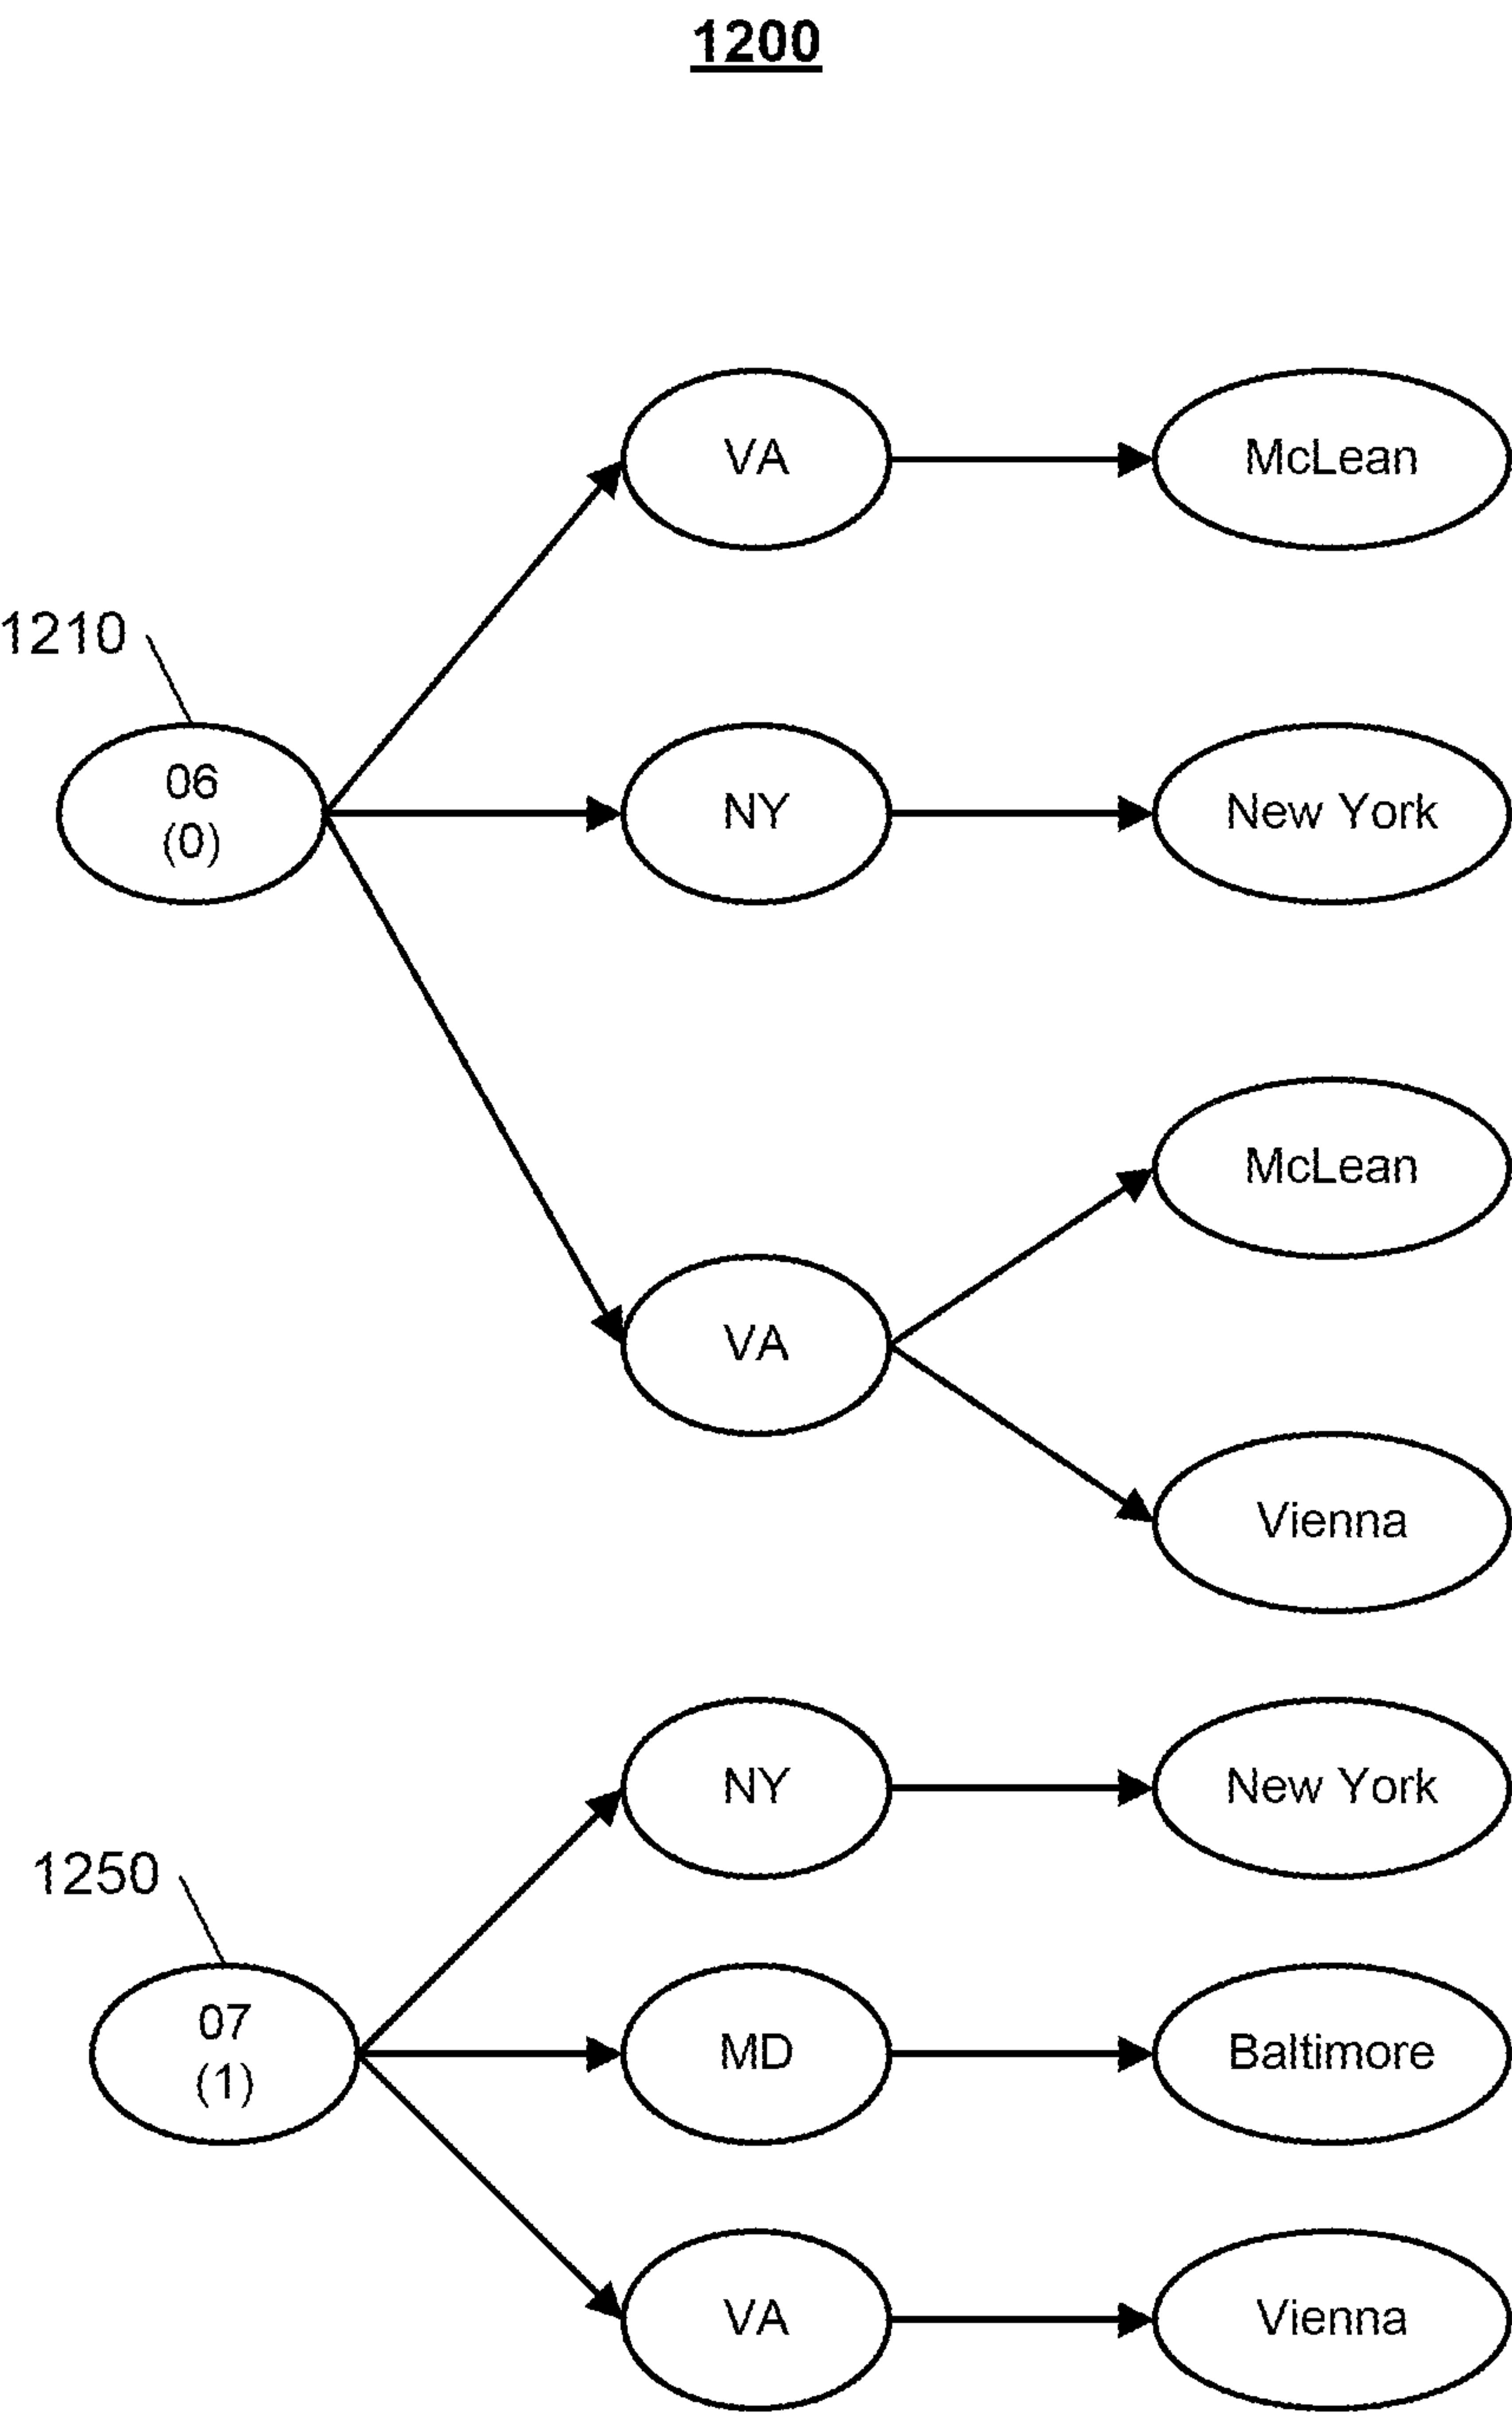 1200
VA
McLean
1210
06
(0)
NY
New York
McLean
VA
Vienna
NY
New York
1250
07
(1)
MD
Baltimore
VA
Vienna